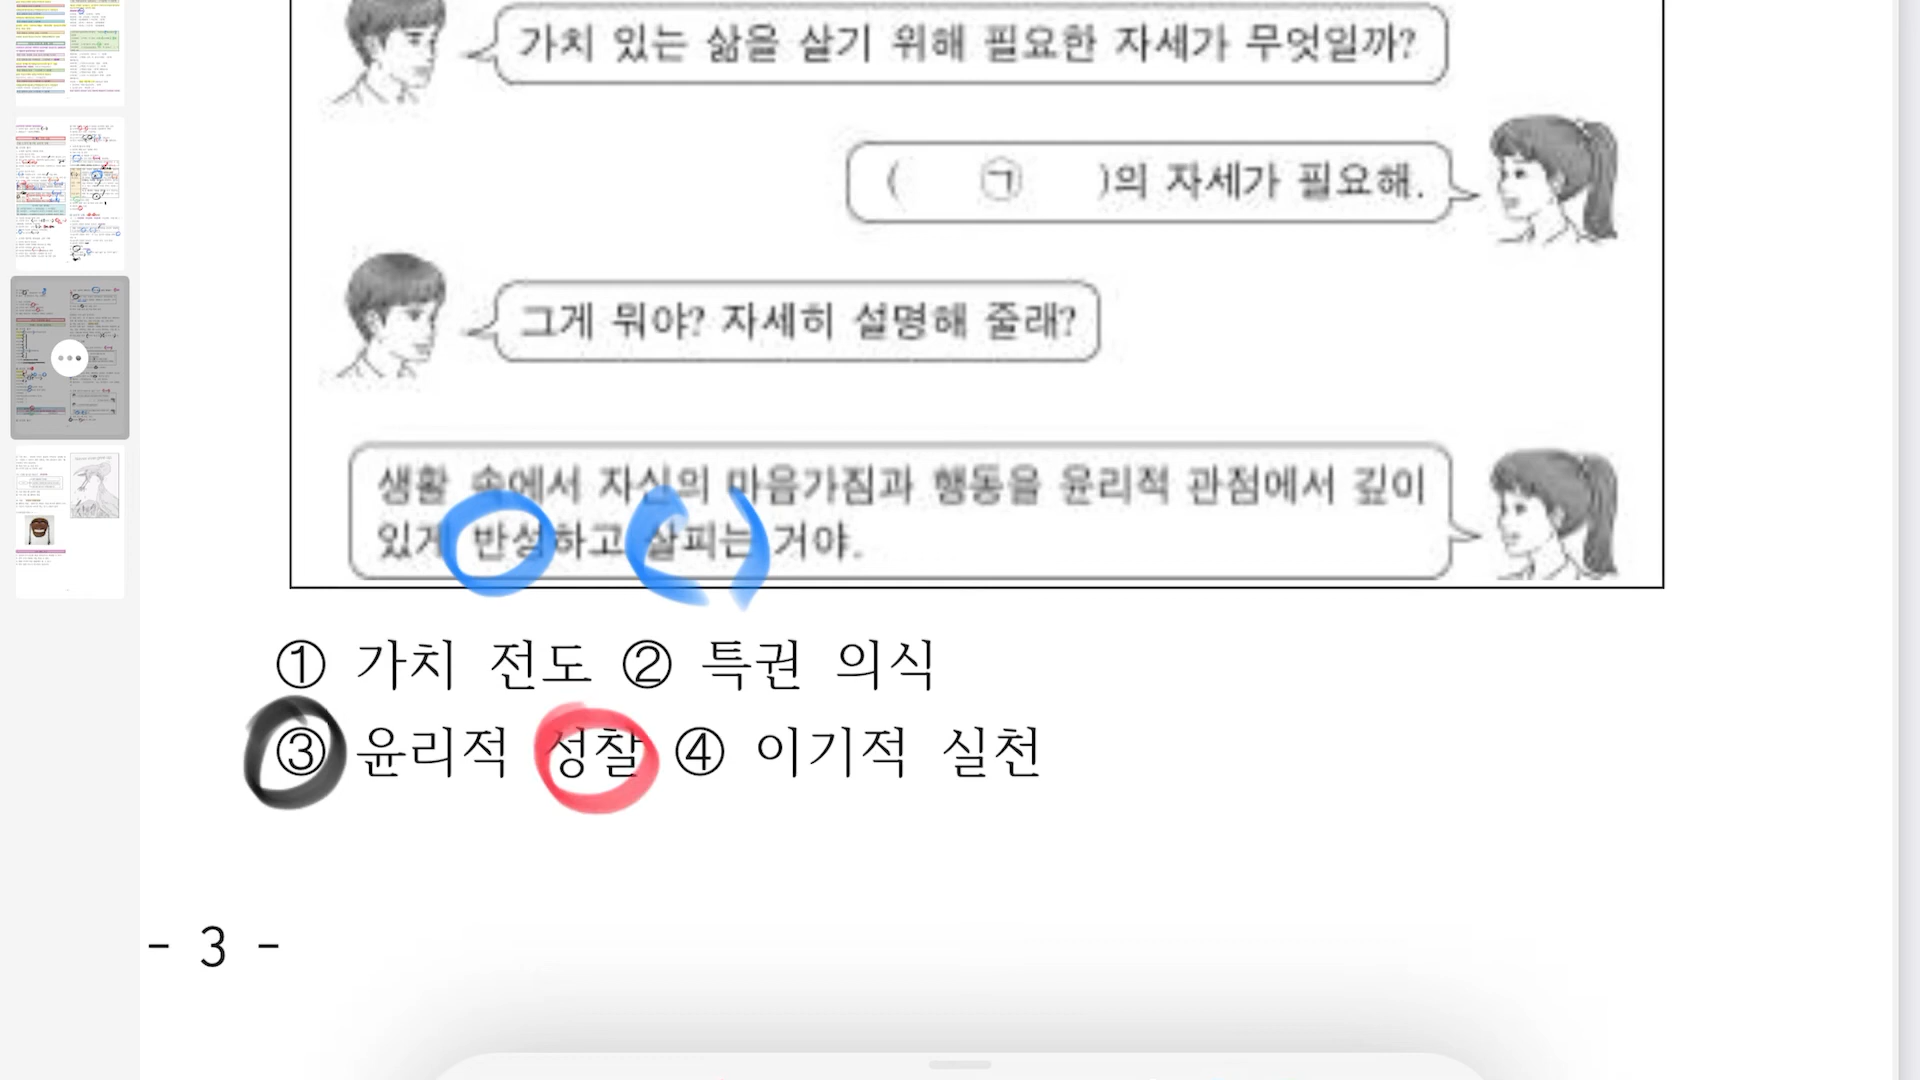 가치 있는 삶을 살기 위해 필요한 자세가 무엇일까?
( ㉠ )의 자세가 필요해.
그게 뭐야? 자세히 설명해 줄래?
생활 속에서 자신의 마음가짐과 행동을 윤리적 관점에서 깊이
있게 반성하고 살피는 거야.
① 가치 전도 ② 특권 의식
③ 윤리적 성찰 ④ 이기적 실천
- 3 -